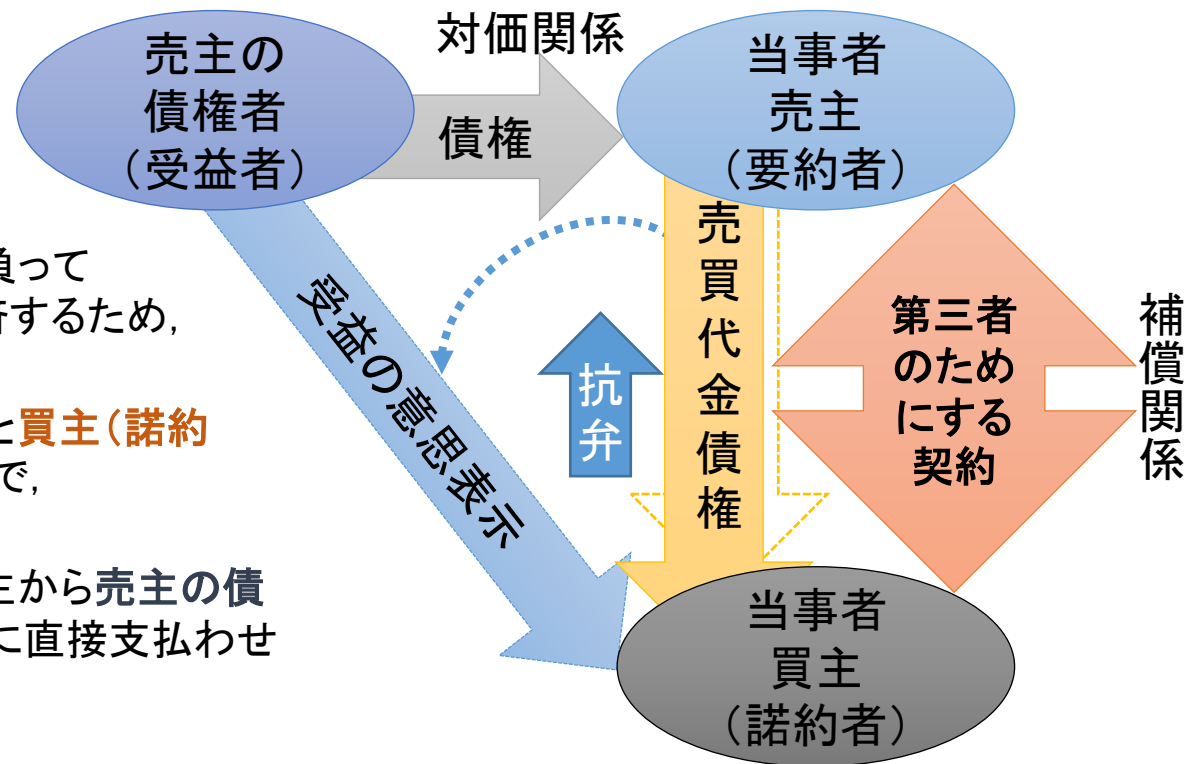 対価関係
売主の
債権者
（受益者）
債権
当事者
売主
（要約者）
負って
済するため，
と買主（諾約
で，
主から売主の債
に直接支払わせ
受益の意思表示
抗弁
売買代金債権
第三者
のため
にする
契約
補償関係
当事者
買主
（諾約者）